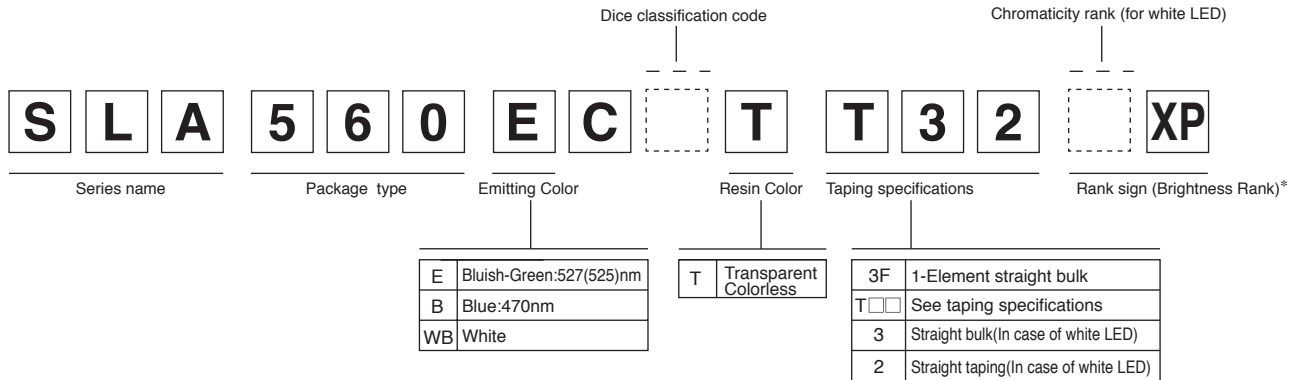 Dice classification code Chromaticity rank (for white LED)
S L A 5 6 0 E C T T 3 2 XP
Series name Package type Emitting Color Resin Color Taping specifications Rank sign (Brightness Rank)*
E Bluish-Green:527(525)nm
B Blue:470nm
WB White
T Transparent
Colorless
3F 1-Element straight bulk
T□□ See taping specifications
3 Straight bulk(In case of white LED)
2 Straight taping(In case of white LED)